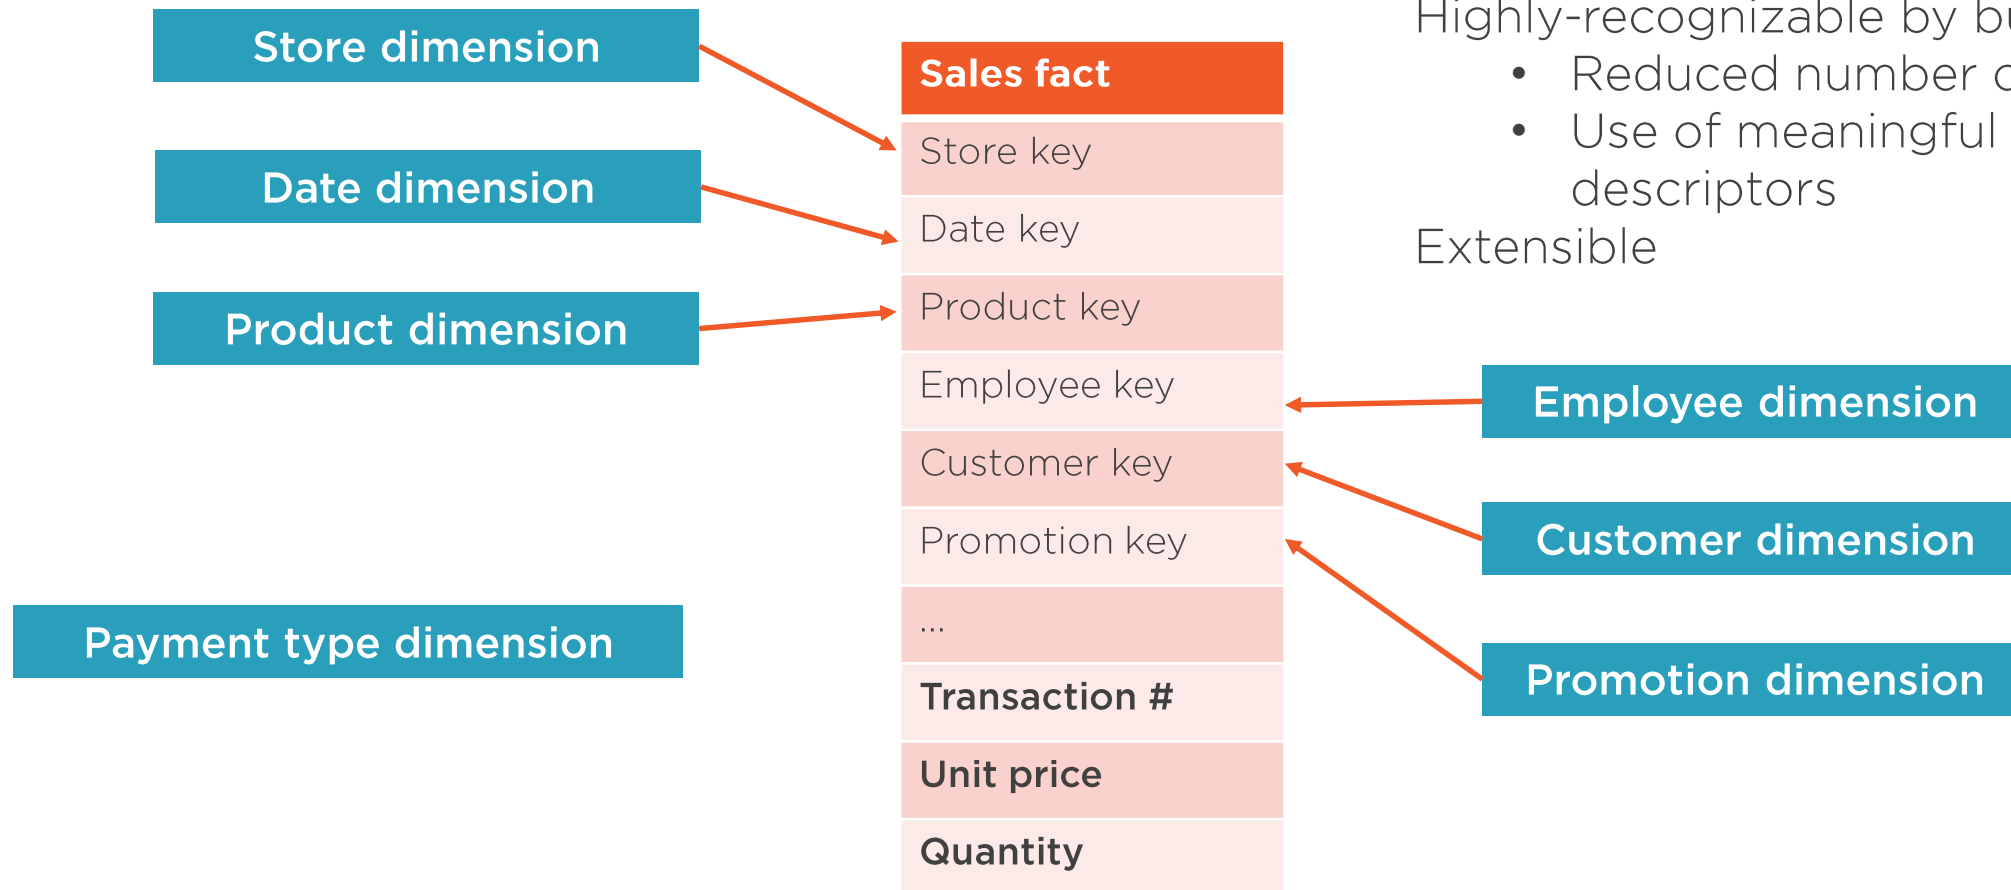 Store dimension
Date dimension
Product dimension
Payment type dimension
Sales fact
Store key
Date key
Product key
Employee key
Customer key
Promotion key
...
Transaction #
Unit price
Quantity
Highly-recognizable by
• Reduced number
• Use of meaningful
descriptors
Extensible
Employee dimension
Customer dimension
Promotion dimension